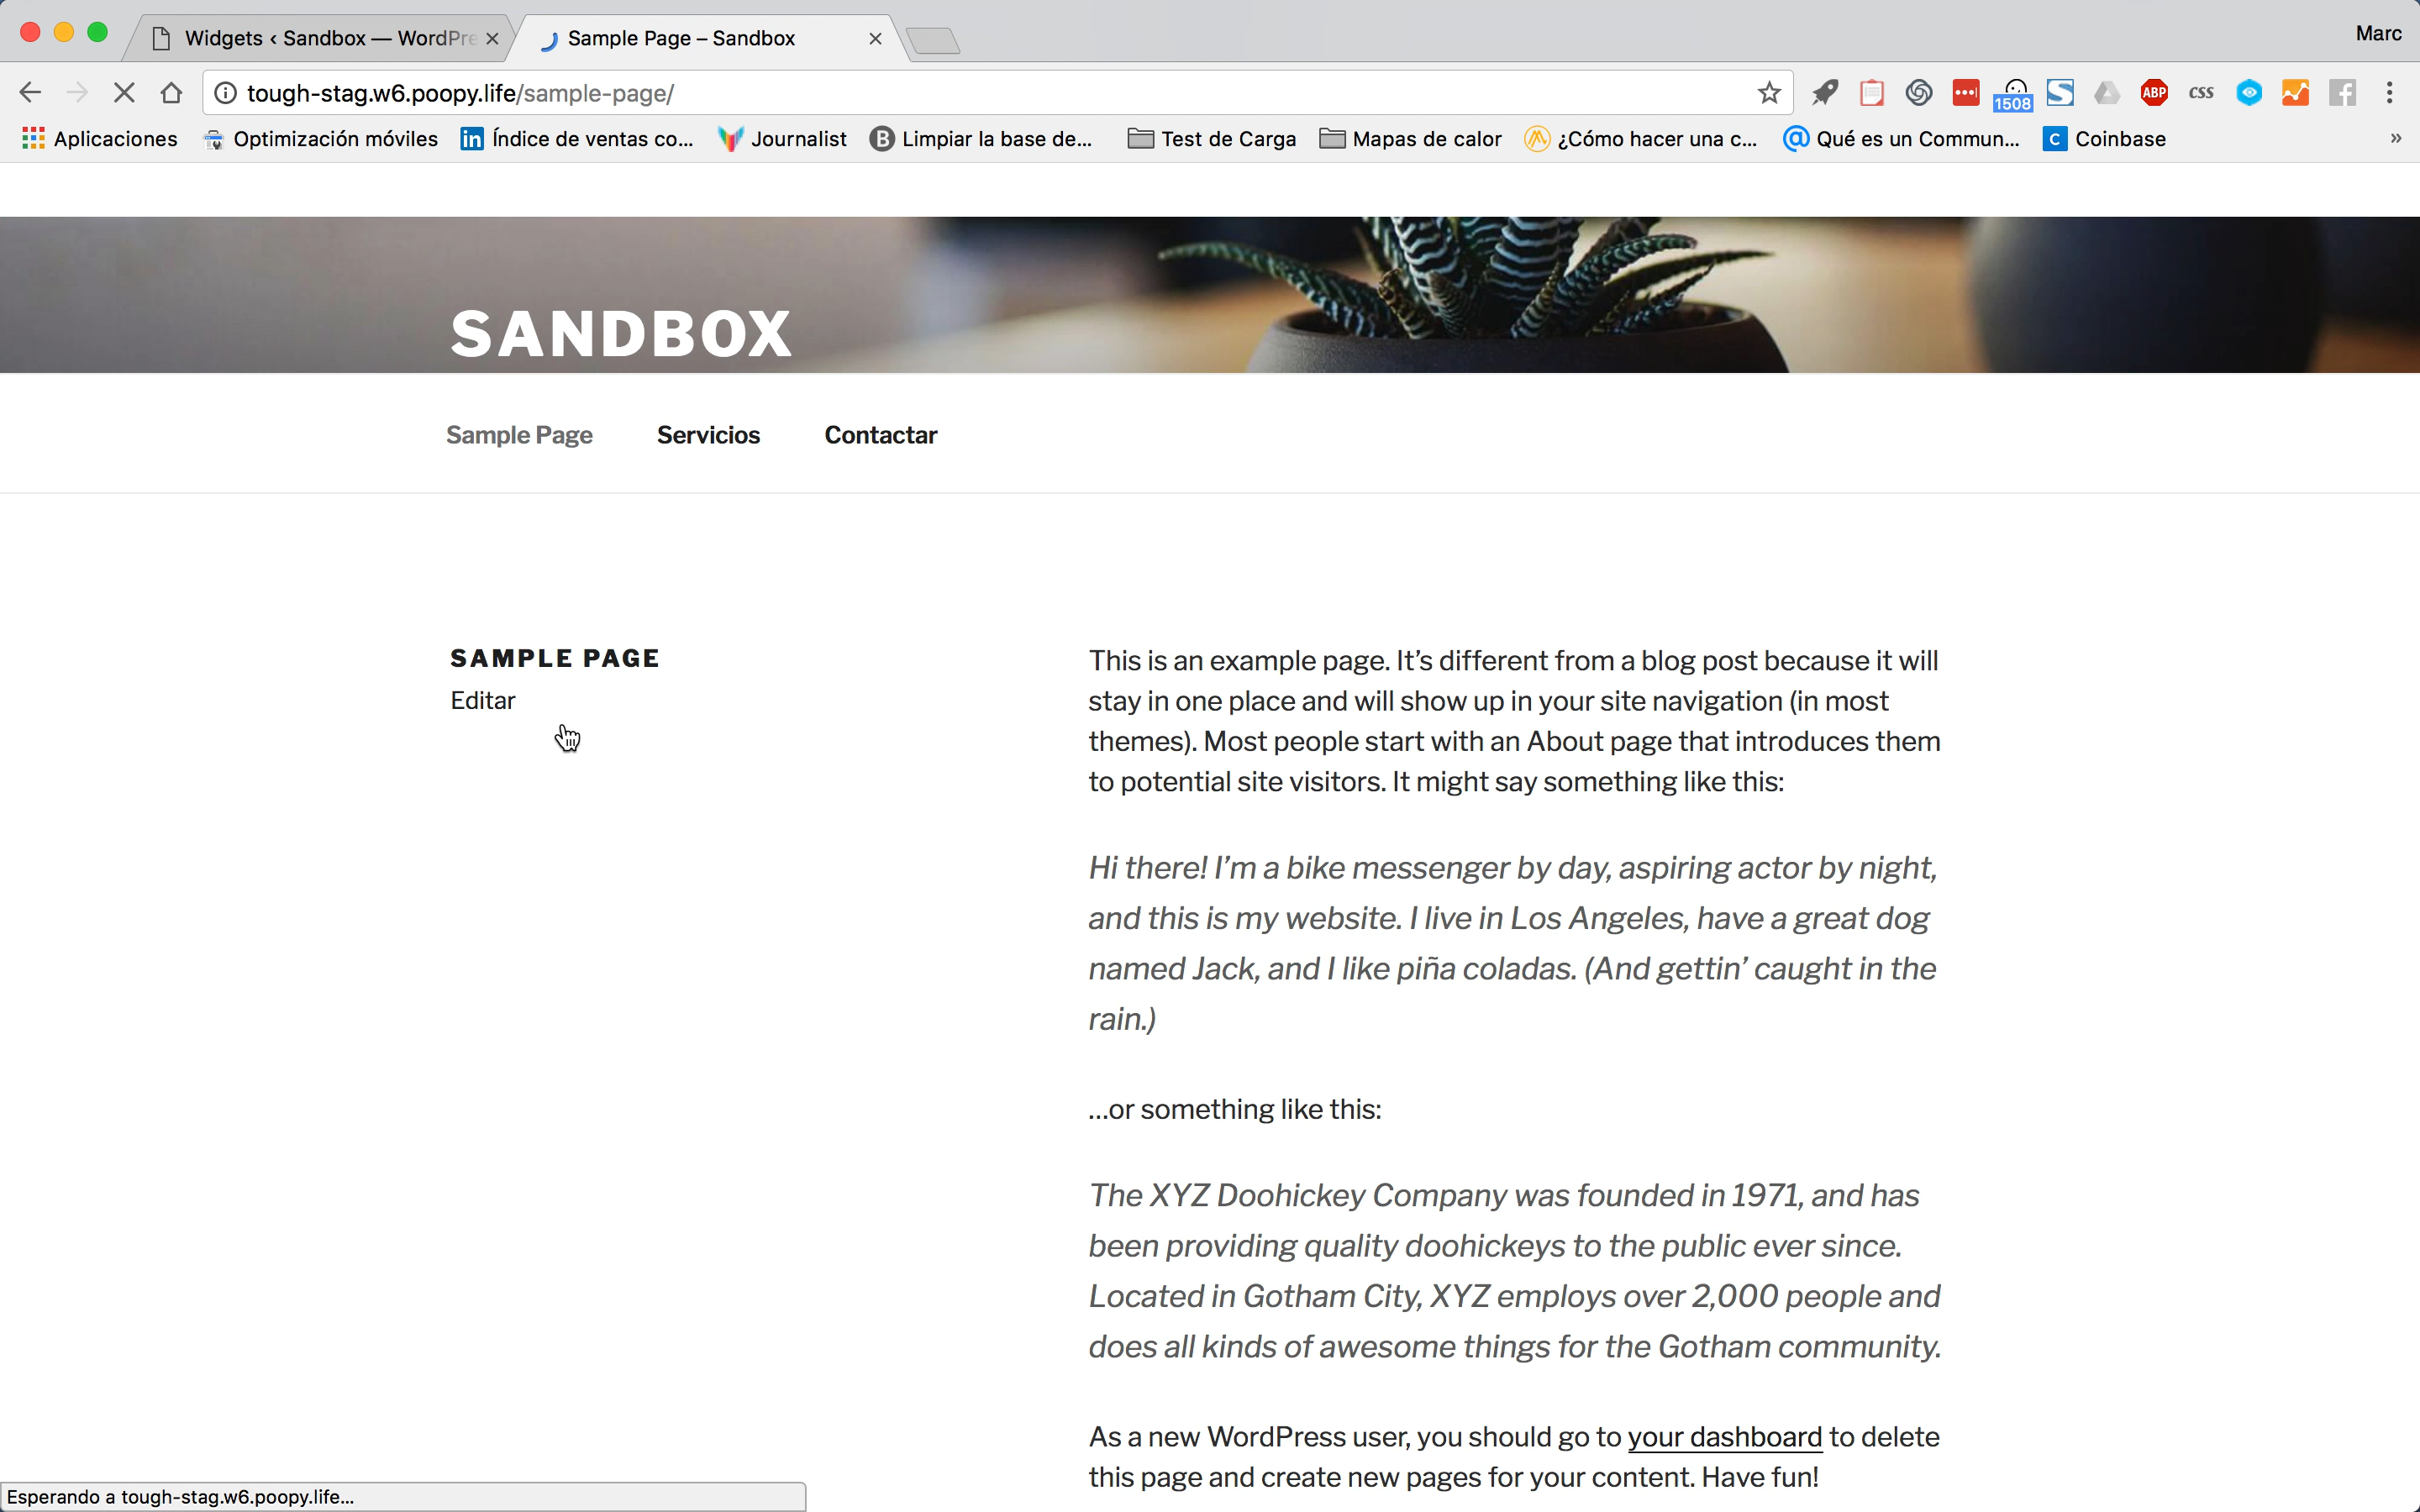 Widgets ‹ Sandbox — WordPre
Sample Page – Sandbox
Marc
tough-stag.w6.poopy.life/sample-page/
1508
ABP
css
Aplicaciones
Optimización móviles
in
Índice de ventas co...
Journalist
B
Limpiar la base de...
Test de Carga
Mapas de calor
¿Cómo hacer una c...
@
Qué es un Commun...
C
Coinbase
»
SANDBOX
Sample Page
Servicios
Contactar
SAMPLE PAGE
Editar
This is an example page. It’s different from a blog post because it will
stay in one place and will show up in your site navigation (in most
themes). Most people start with an About page that introduces them
to potential site visitors. It might say something like this:
Hi there! I’m a bike messenger by day, aspiring actor by night,
and this is my website. I live in Los Angeles, have a great dog
named Jack, and I like piña coladas. (And gettin’ caught in the
rain.)
…or something like this:
The XYZ Doohickey Company was founded in 1971, and has
been providing quality doohickeys to the public ever since.
Located in Gotham City, XYZ employs over 2,000 people and
does all kinds of awesome things for the Gotham community.
As a new WordPress user, you should go to your dashboard to delete
this page and create new pages for your content. Have fun!
Esperando a tough-stag.w6.poopy.life...